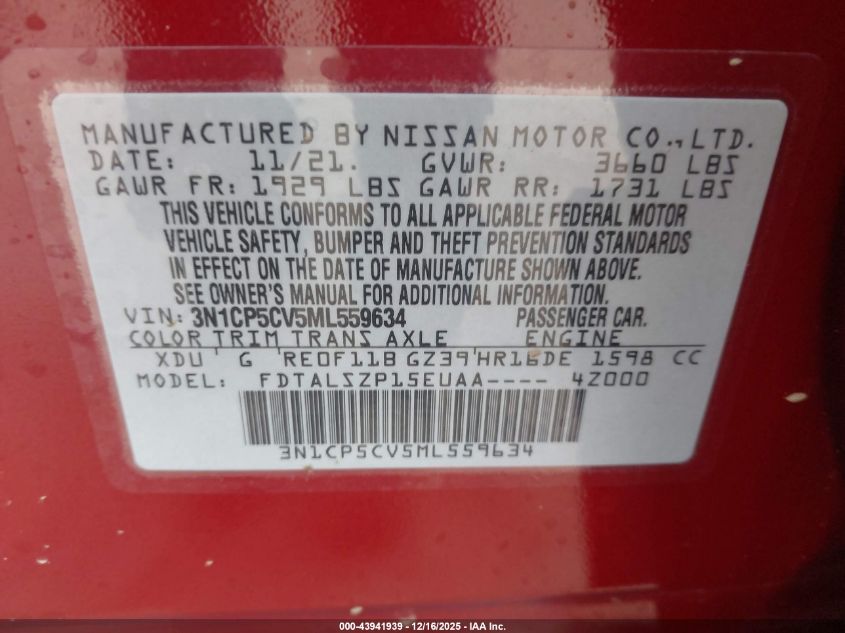 MANUFACTURED BY NISSAN MOTOR CO.,LTD.
DATE: 11/21. GVWR: 3660 LBS
GAWR FR: 1929 LBS GAWR RR: 1731 LBS
THIS VEHICLE CONFORMS TO ALL APPLICABLE FEDERAL MOTOR
VEHICLE SAFETY, BUMPER AND THEFT PREVENTION STANDARDS
IN EFFECT ON THE DATE OF MANUFACTURE SHOWN ABOVE.
SEE OWNER'S MANUAL FOR ADDITIONAL INFORMATION.
VIN: 3N1CP5CV5ML559634 PASSENGER CAR.
COLOR TRIM TRANS AXLE ENGINE
XDU G RE0F11B GZ39 HR16DE 1598 CC
MODEL: FDTALSZP15EUAA---- 4Z000
3N1CP5CV5ML559634
000-43941939 - 12/16/2025 - IAA Inc.